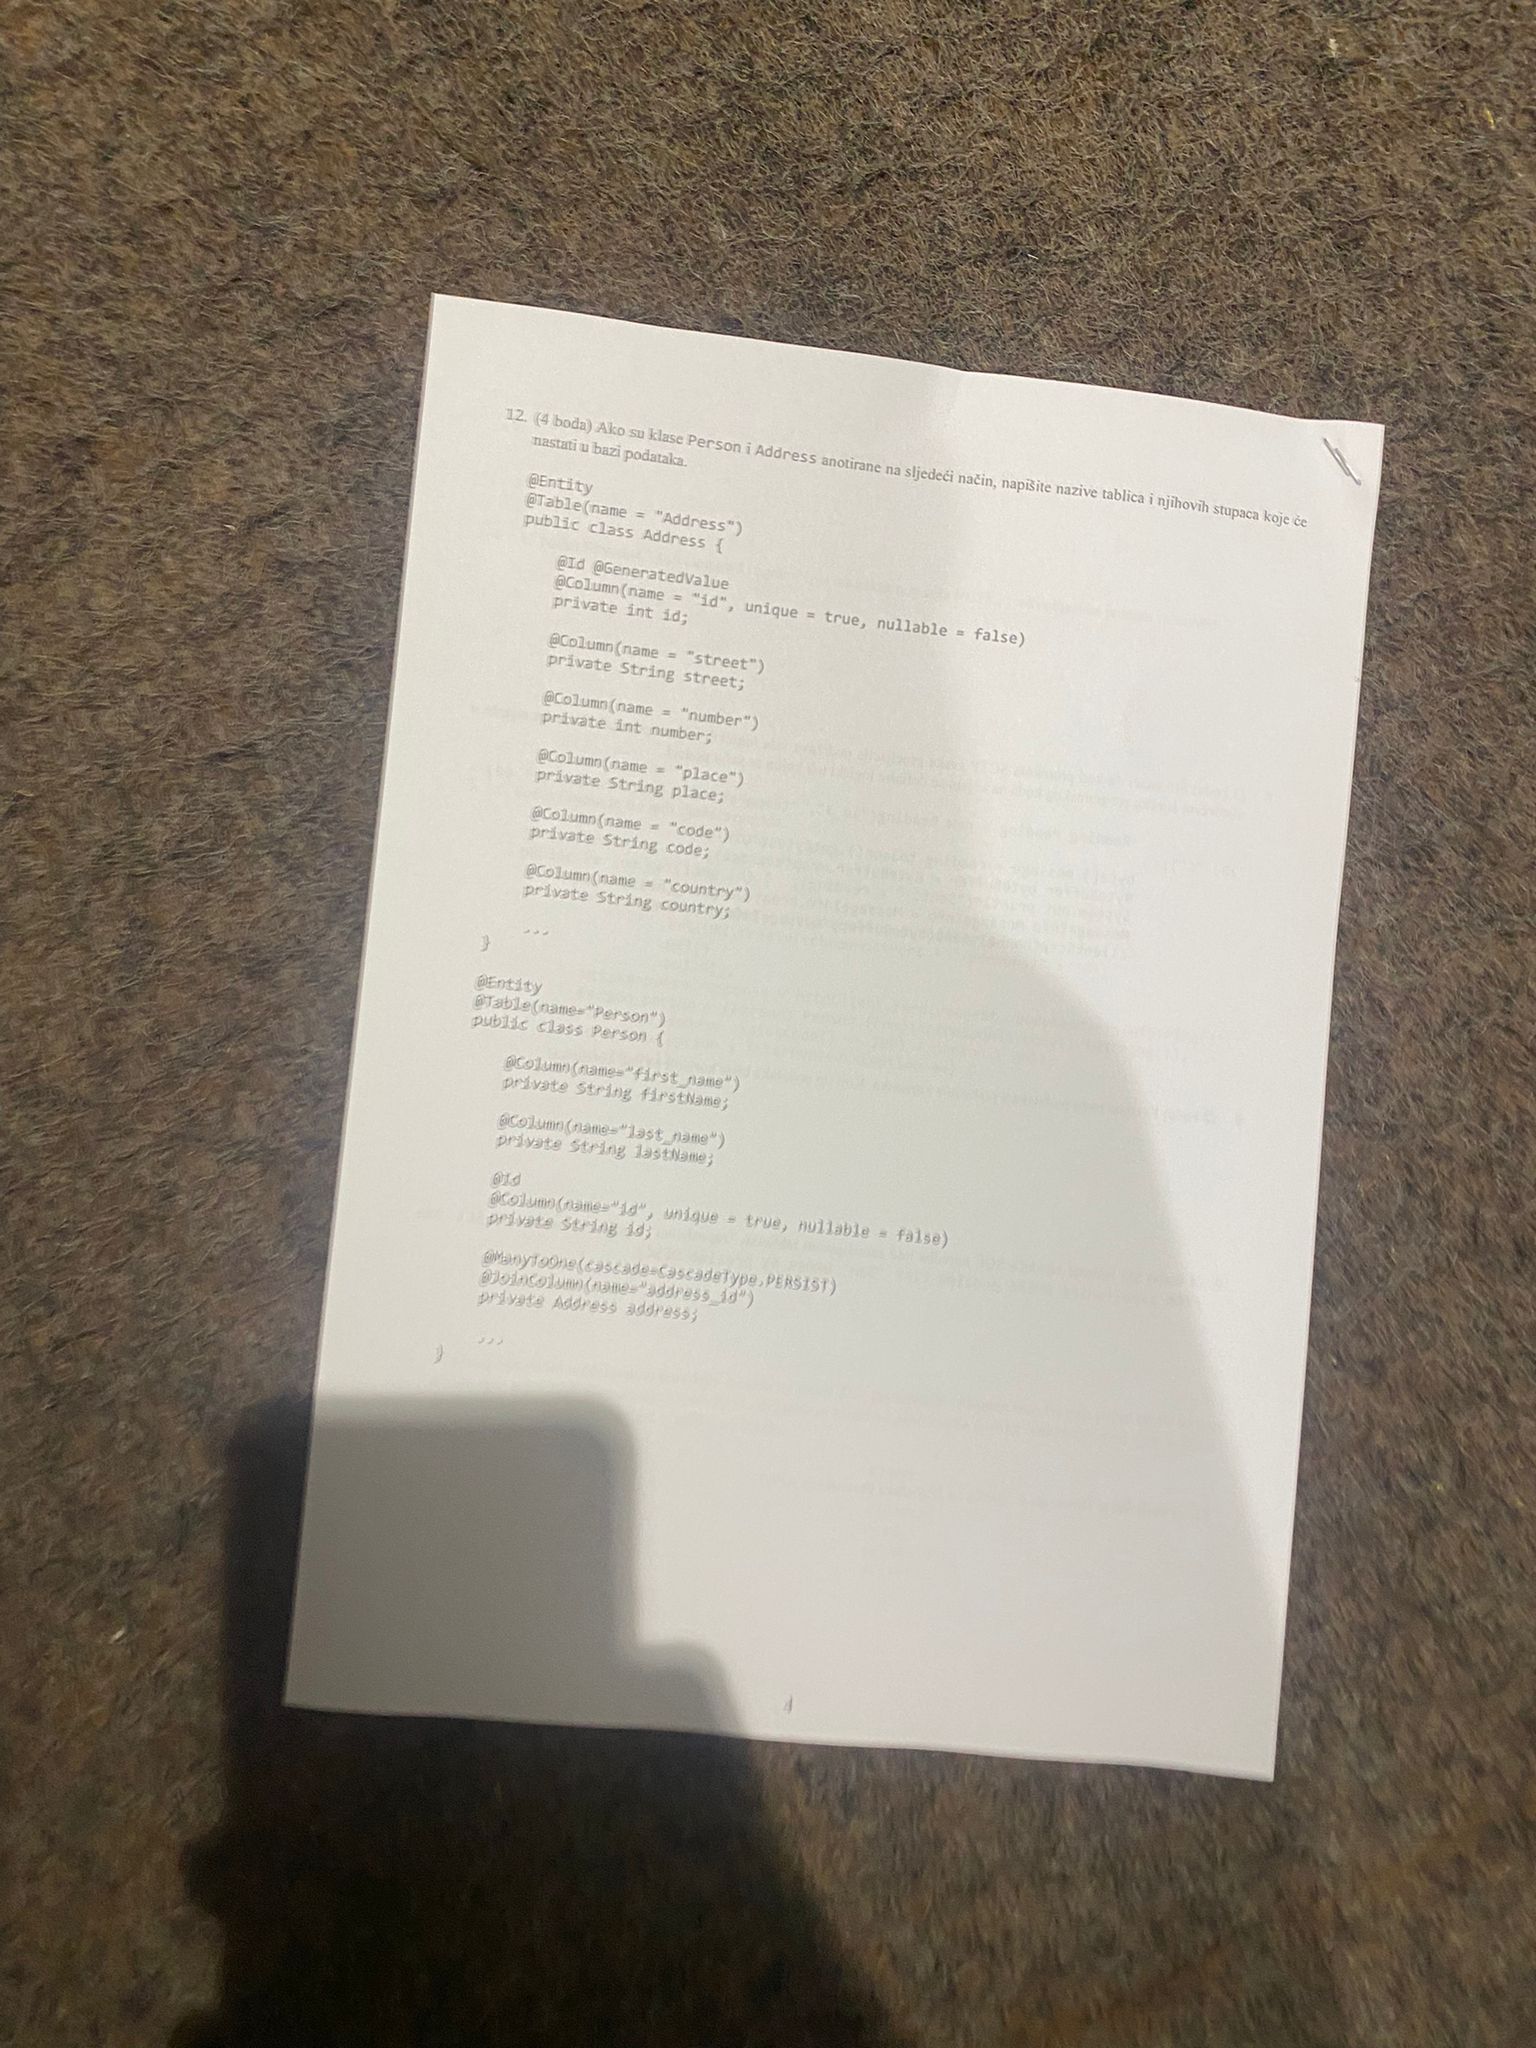 12. (4 boda) Ako su klase Person i Address anotirane na sljedeći način, napišite nazive tablica i njihovih stupaca koje će
nastati u bazi podataka.
@Entity
@Table(name = "Address")
public class Address {
@Id @GeneratedValue
@Column(name = "id", unique = true, nullable = false)
private int id;
@Column(name = "street")
private String street;
@Column(name = "number")
private int number;
@Column(name = "place")
private String place;
@Column(name = "code")
private String code;
@Column(name = "country")
private String country;
...
}
@Entity
@Table(name="Person")
public class Person {
@Column(name="first_name")
private String firstName;
@Column(name="last_name")
private String lastName;
@Id
@Column(name="id", unique = true, nullable = false)
private String id;
@ManyToOne(cascade=CascadeType.PERSIST)
@JoinColumn(name="address_id")
private Address address;
...
}
4